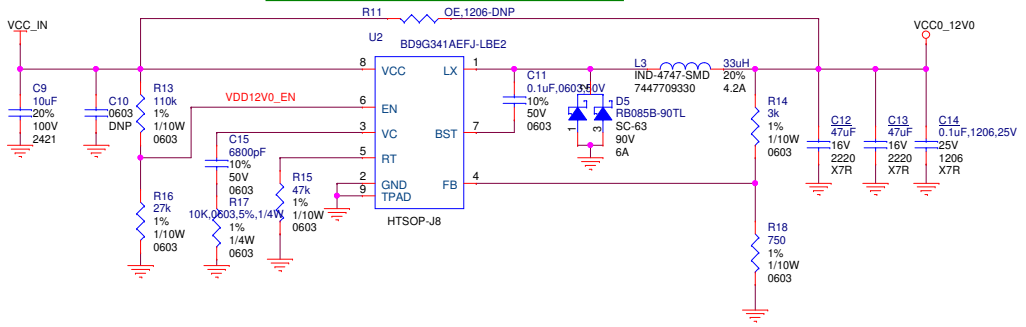 R11
OE,1206-DNP
VCC_IN
VCC0_12V0
U2
BD9G341AEFJ-LBE2
8
VCC
LX
1
L3
33uH
IND-4747-SMD
20%
7447709330
4.2A
C9
10uF
20%
100V
2421
C10
0603
DNP
R13
110k
1%
1/10W
0603
VDD12V0_EN
6
EN
C11
0.1uF,0603,50V
10%
50V
0603
2
1
3
D5
RB085B-90TL
SC-63
90V
6A
R14
3k
1%
1/10W
0603
C12
47uF
16V
2220
X7R
C13
47uF
16V
2220
X7R
C14
0.1uF,1206,25V
25V
1206
X7R
3
VC
BST
7
C15
6800pF
10%
50V
0603
5
RT
2
GND
9
TPAD
FB
4
R15
47k
1%
1/10W
0603
R16
27k
1%
1/10W
0603
R17
10K,0603,5%,1/4W
1%
1/4W
0603
HTSOP-J8
R18
750
1%
1/10W
0603